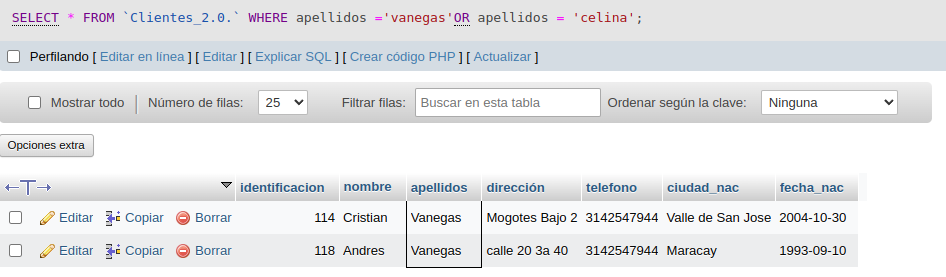 SELECT * FROM `Clientes_2.0.` WHERE apellidos ='vanegas'OR apellidos = 'celina';
Perfilando [ Editar en línea ] [ Editar ] [ Explicar SQL ] [ Crear código PHP ] [ Actualizar ]
Mostrar todo Número de filas: 25 Filtrar filas: Buscar en esta tabla Ordenar según la clave: Ninguna
Opciones extra
identificacion nombre apellidos dirección telefono ciudad_nac fecha_nac
Editar Copiar Borrar 114 Cristian Vanegas Mogotes Bajo 2 3142547944 Valle de San Jose 2004-10-30
Editar Copiar Borrar 118 Andres Vanegas calle 20 3a 40 3142547944 Maracay 1993-09-10